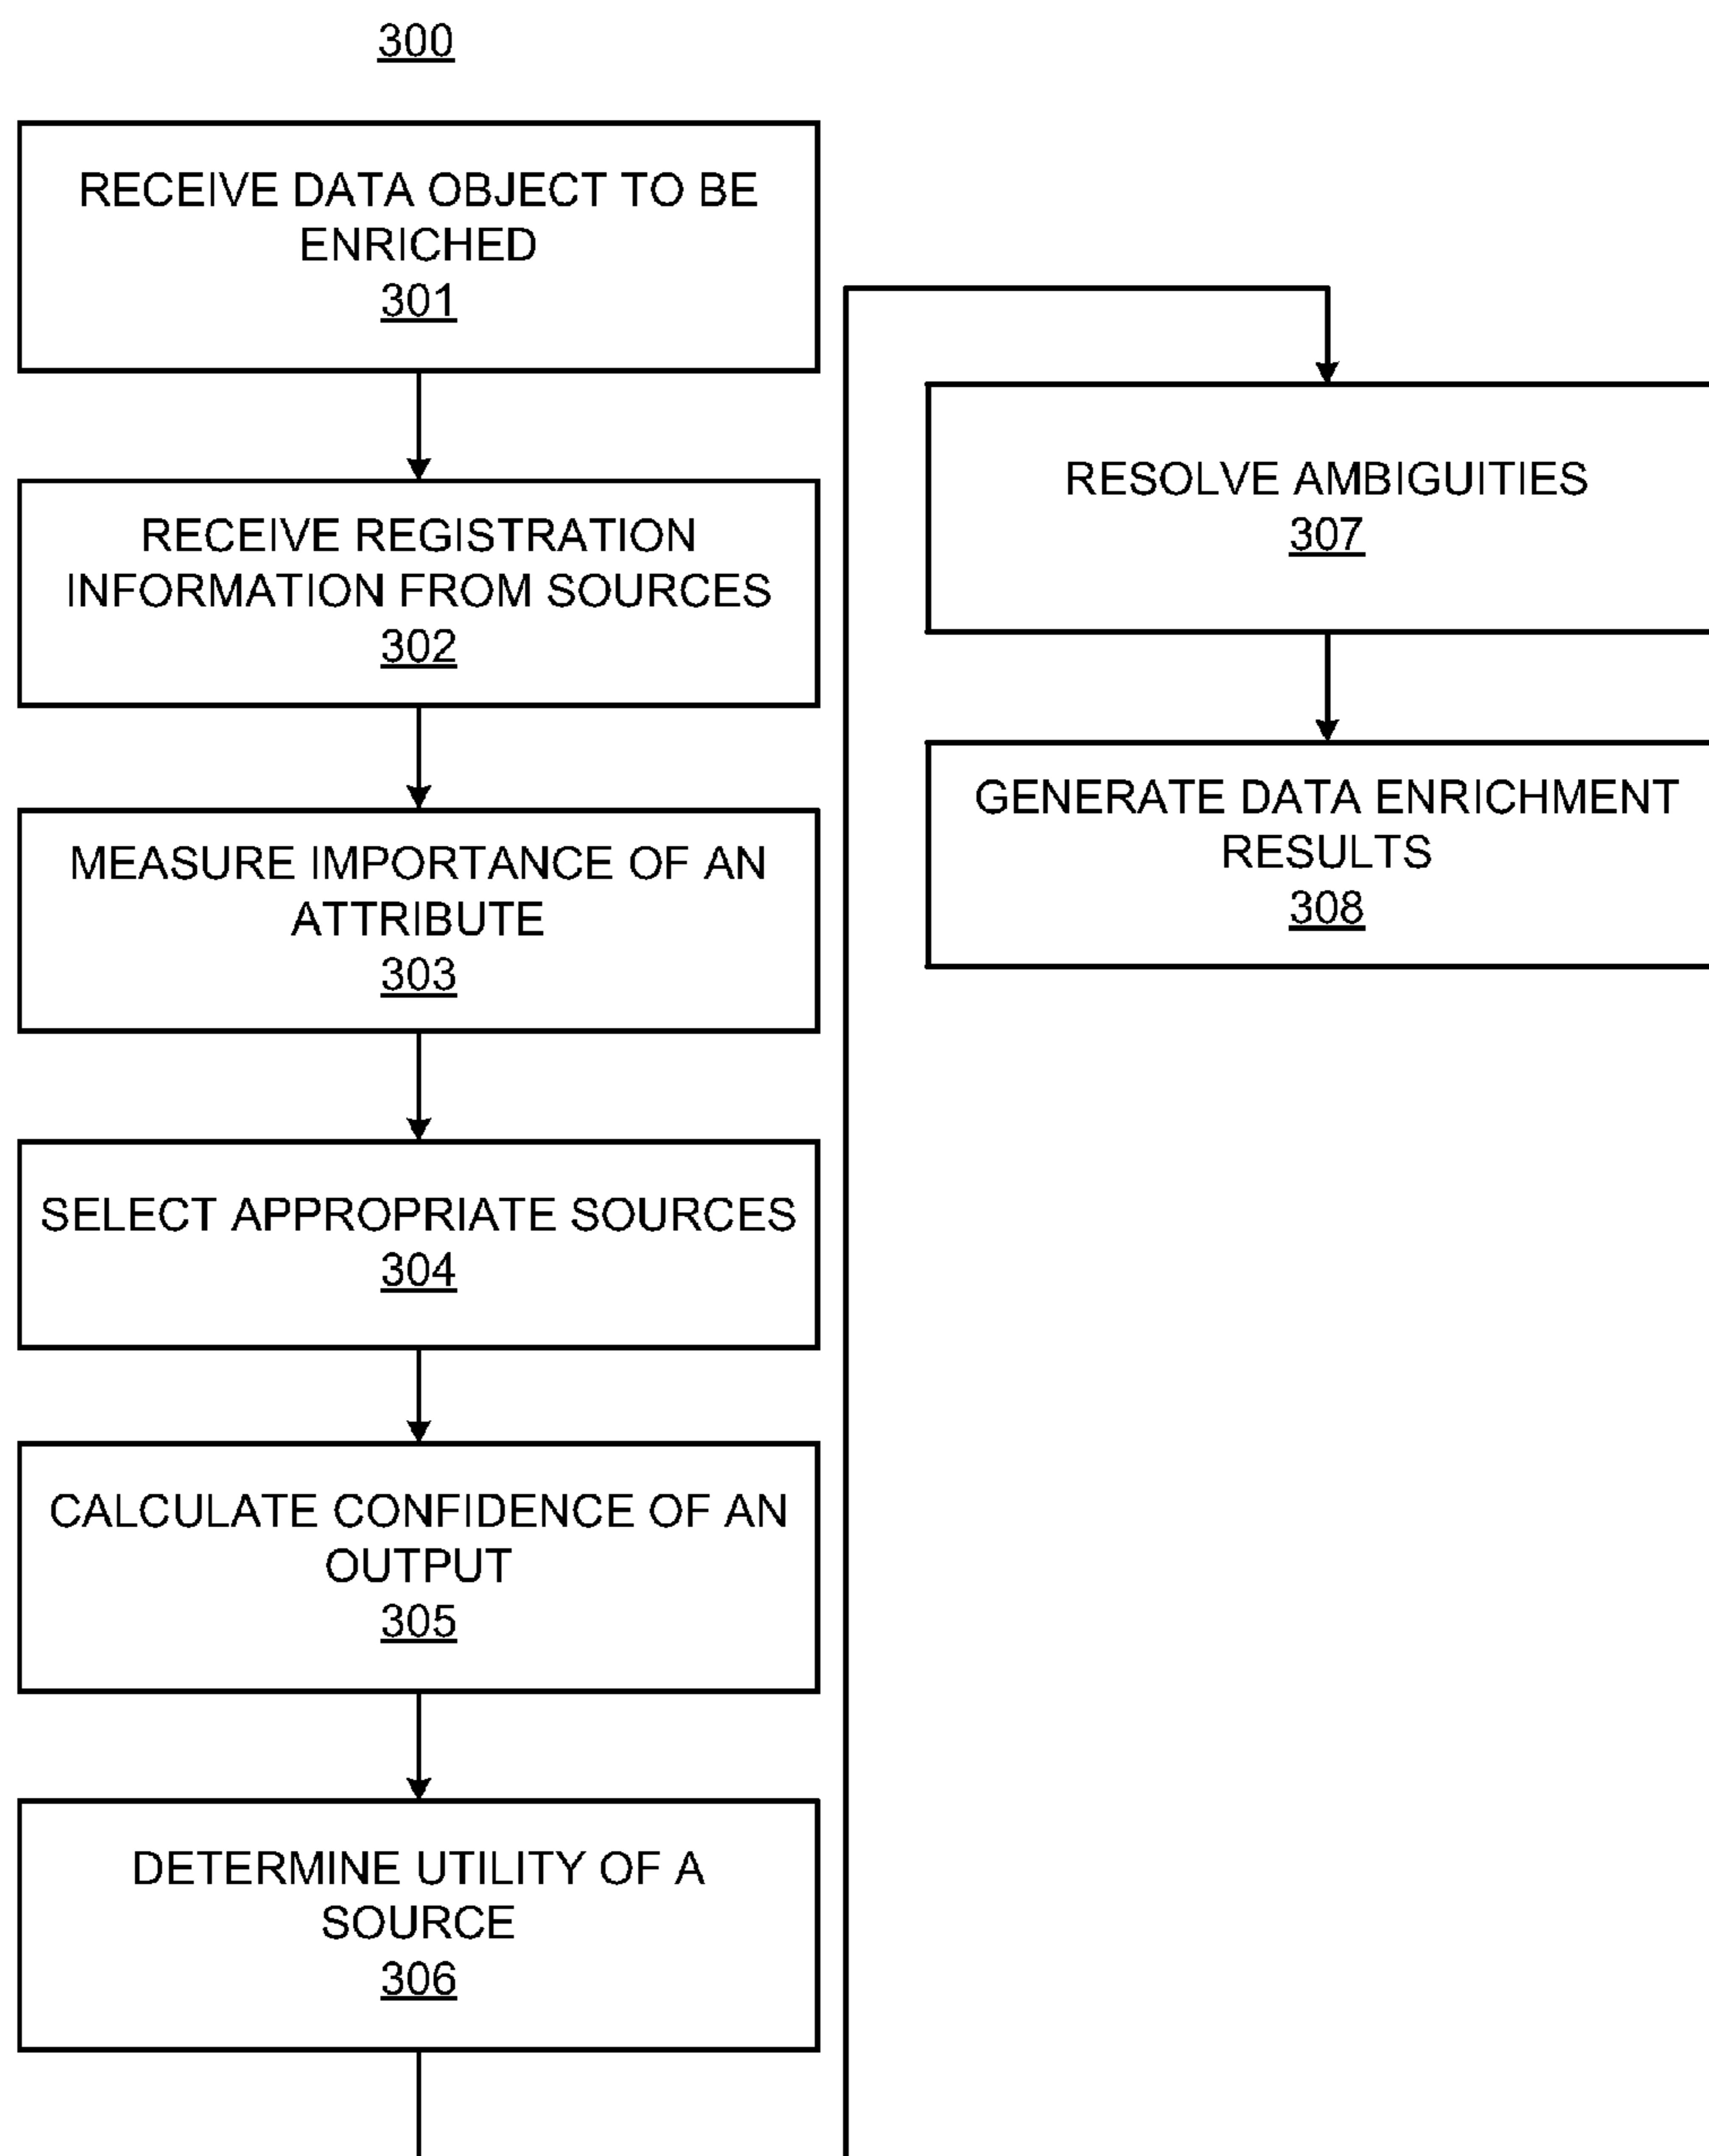 300
RECEIVE DATA OBJECT TO BE
ENRICHED
301
RECEIVE REGISTRATION
INFORMATION FROM SOURCES
302
MEASURE IMPORTANCE OF AN
ATTRIBUTE
303
SELECT APPROPRIATE SOURCES
304
CALCULATE CONFIDENCE OF AN
OUTPUT
305
DETERMINE UTILITY OF A
SOURCE
306
RESOLVE AMBIGUITIES
307
GENERATE DATA ENRICHMENT
RESULTS
308